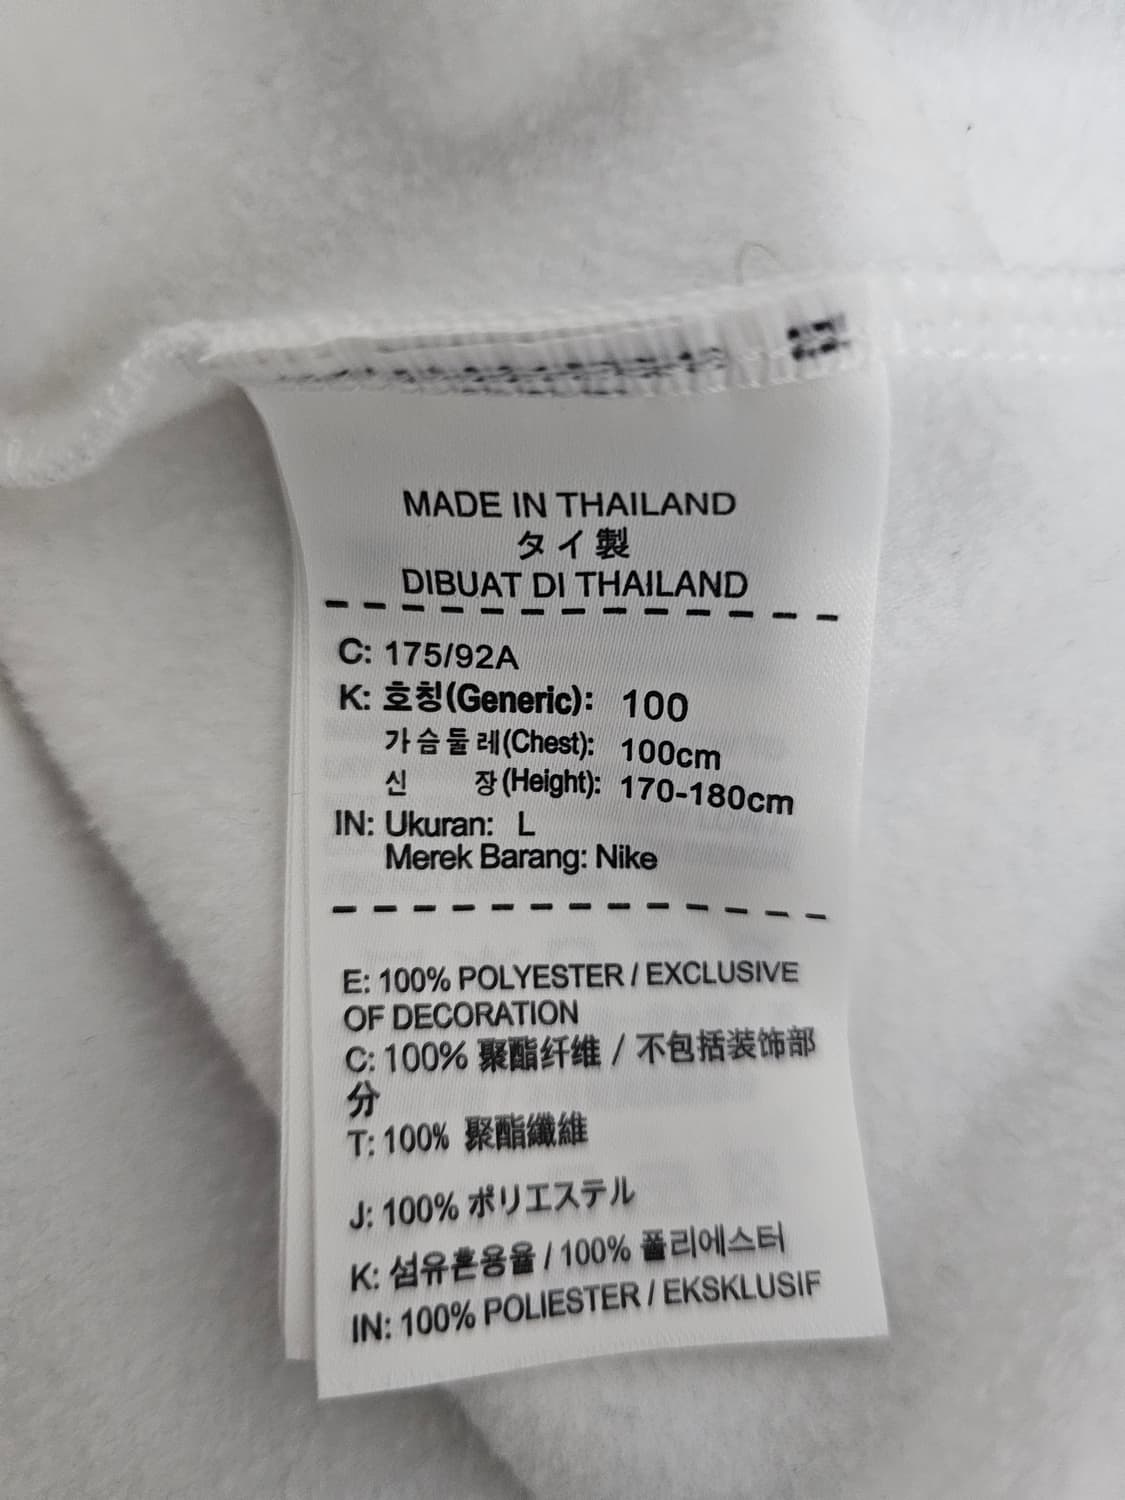 MADE IN THAILAND
タイ製
DIBUAT DI THAILAND
C: 175/92A
K: 호칭(Generic): 100
가슴둘레(Chest): 100cm
신 장(Height): 170-180cm
IN: Ukuran: L
Merek Barang: Nike
E: 100% POLYESTER / EXCLUSIVE
OF DECORATION
C: 100% 聚酯纤维 / 不包括装饰部
分
T: 100% 聚酯纖維
J: 100% ポリエステル
K: 섬유혼용율 / 100% 폴리에스터
IN: 100% POLIESTER / EKSKLUSIF